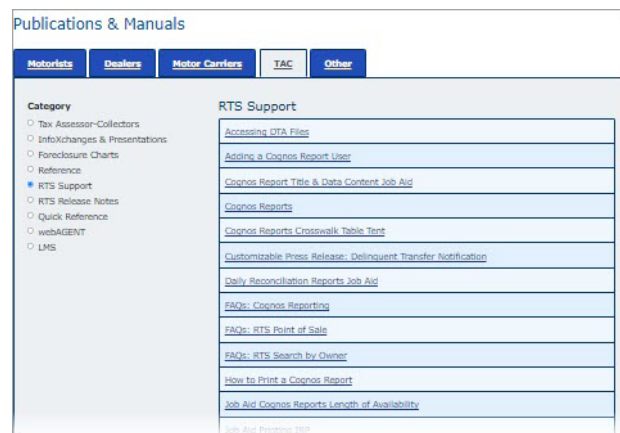 Publications & Manuals
Motorists
Dealers
Motor Carriers
TAC
Other
Category
Tax Assessor-Collectors
InfoXchanges & Presentations
Foreclosure Charts
Reference
RTS Support
RTS Release Notes
Quick Reference
webAGENT
LMS
RTS Support
Accessing DTA Files
Adding a Cognos Report User
Cognos Report Title & Data Content Job Aid
Cognos Reports
Cognos Reports Crosswalk Table Tent
Customizable Press Release: Delinquent Transfer Notification
Daily Reconciliation Reports Job Aid
FAQs: Cognos Reporting
FAQs: RTS Point of Sale
FAQs: RTS Search by Owner
How to Print a Cognos Report
Job Aid Cognos Reports Length of Availability
Job Aid Printing IRP